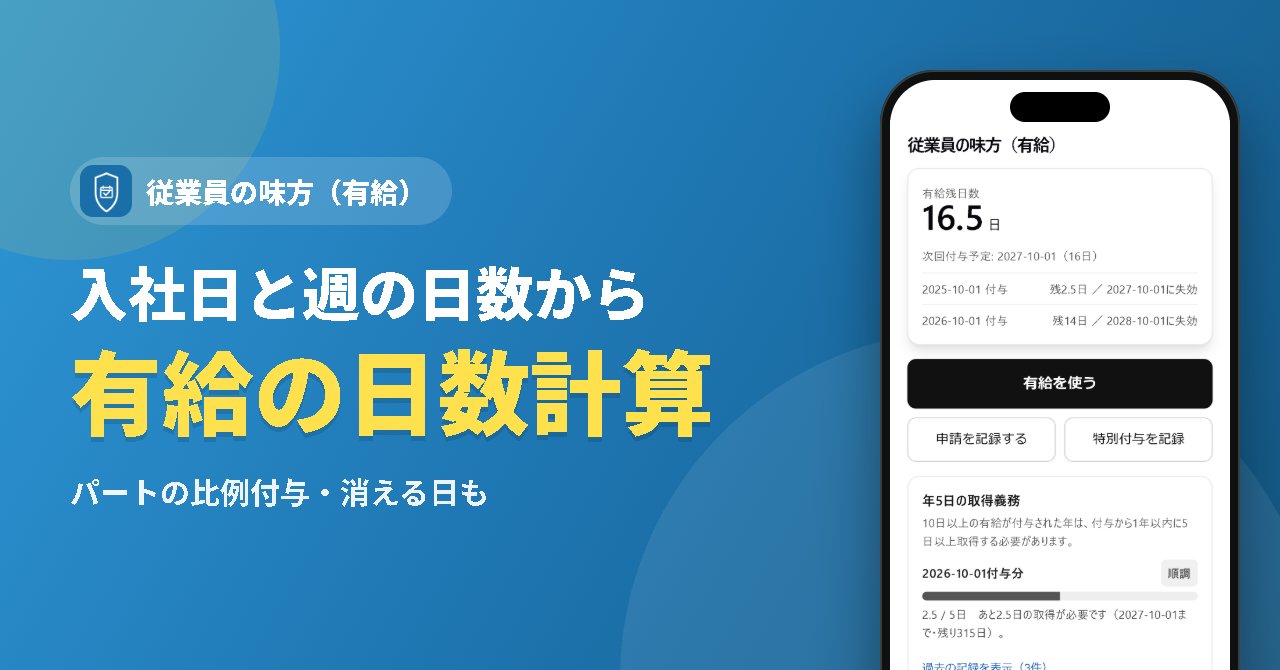 従業員の味方（有給）
入社日と週の日数から
有給の日数計算
パートの比例付与・消える日も
従業員の味方（有給）
有給残日数
16.5 日
次回付与予定: 2027-10-01（16日）
2025-10-01 付与 残2.5日 ／ 2027-10-01に失効
2026-10-01 付与 残14日 ／ 2028-10-01に失効
有給を使う
申請を記録する 特別付与を記録
年5日の取得義務
10日以上の有給が付与された年は、付与から1年以内に5
日以上取得する必要があります。
2026-10-01付与分 順調
2.5 / 5日 あと2.5日の取得が必要です（2027-10-01ま
で・残り315日）。
過去の記録を表示（3件）